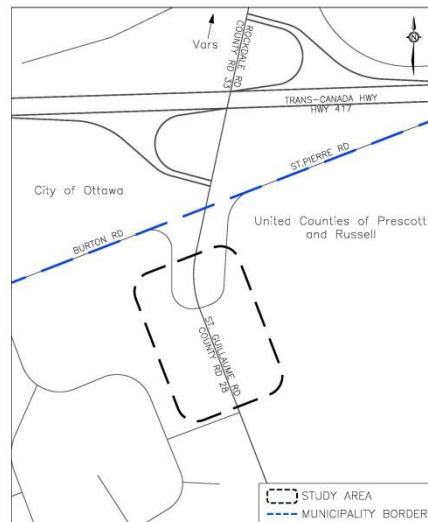 Vars
ROCKDALE RD
COUNTY RD 33
N
TRANS-CANADA HWY
HWY 417
City of Ottawa
ST.PIERRE RD
United Counties of Prescott
and Russell
BURTON RD
ST. GUILLAUME RD
COUNTY RD 28
STUDY AREA
MUNICIPALITY BORDER